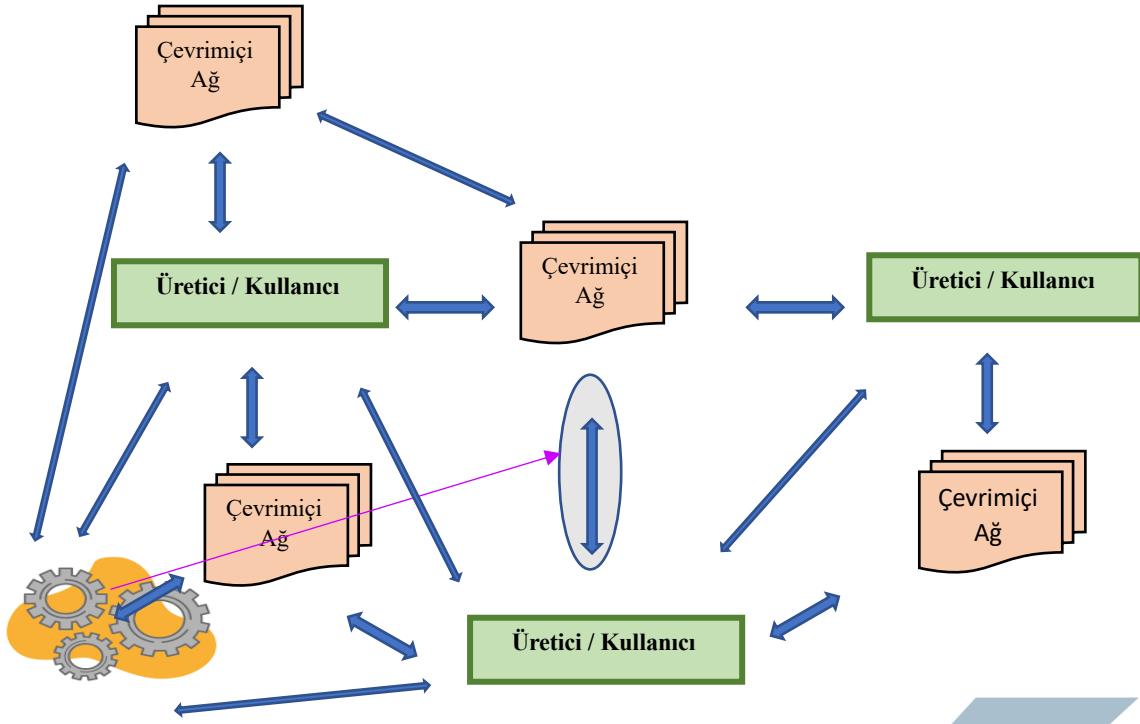 Çevrimiçi
Ağ
Çevrimiçi
Ağ
Üretici / Kullanıcı
Üretici / Kullanıcı
Çevrimiçi
Ağ
Çevrimiçi
Ağ
Üretici / Kullanıcı